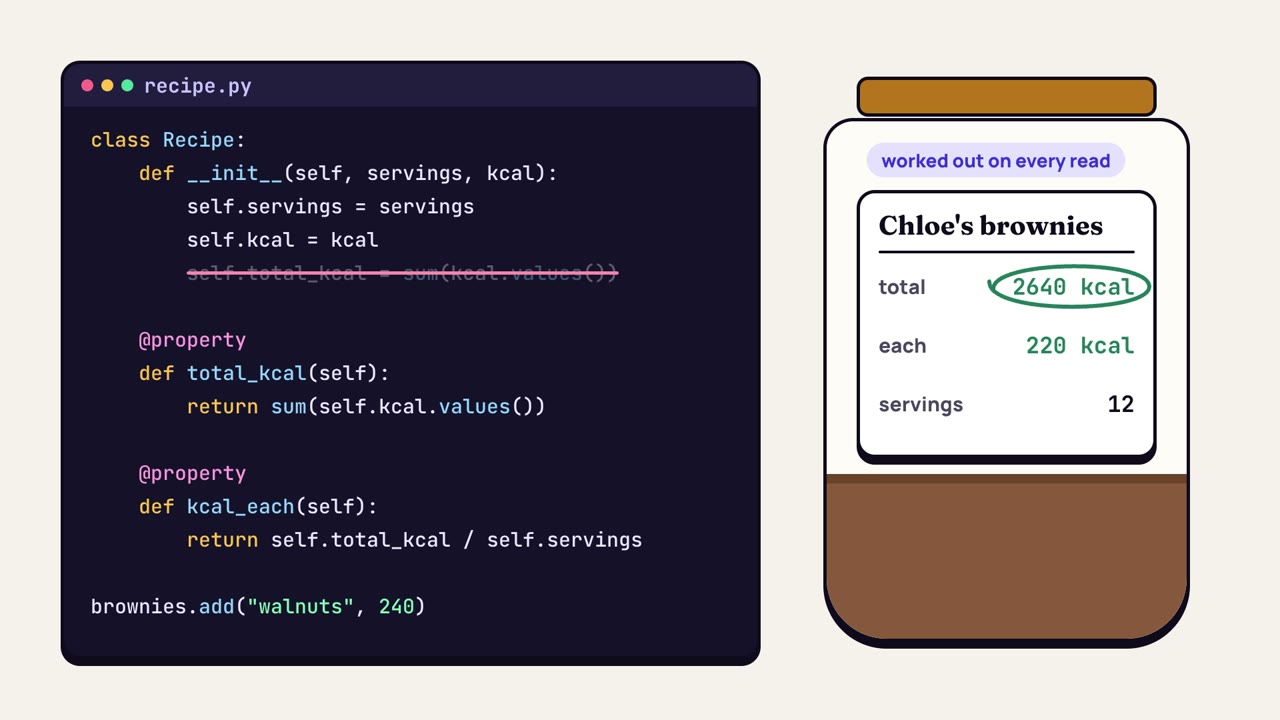 recipe.py
class Recipe:
    def __init__(self, servings, kcal):
        self.servings = servings
        self.kcal = kcal
        self.total_kcal = sum(kcal.values())
    @property
    def total_kcal(self):
        return sum(self.kcal.values())
    @property
    def kcal_each(self):
        return self.total_kcal / self.servings
brownies.add("walnuts", 240)
worked out on every read
Chloe's brownies
total 2640 kcal
each 220 kcal
servings 12